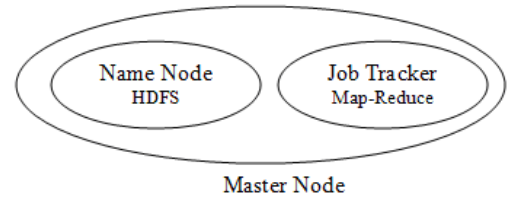 Name Node
HDFS
Job Tracker
Map-Reduce
Master Node